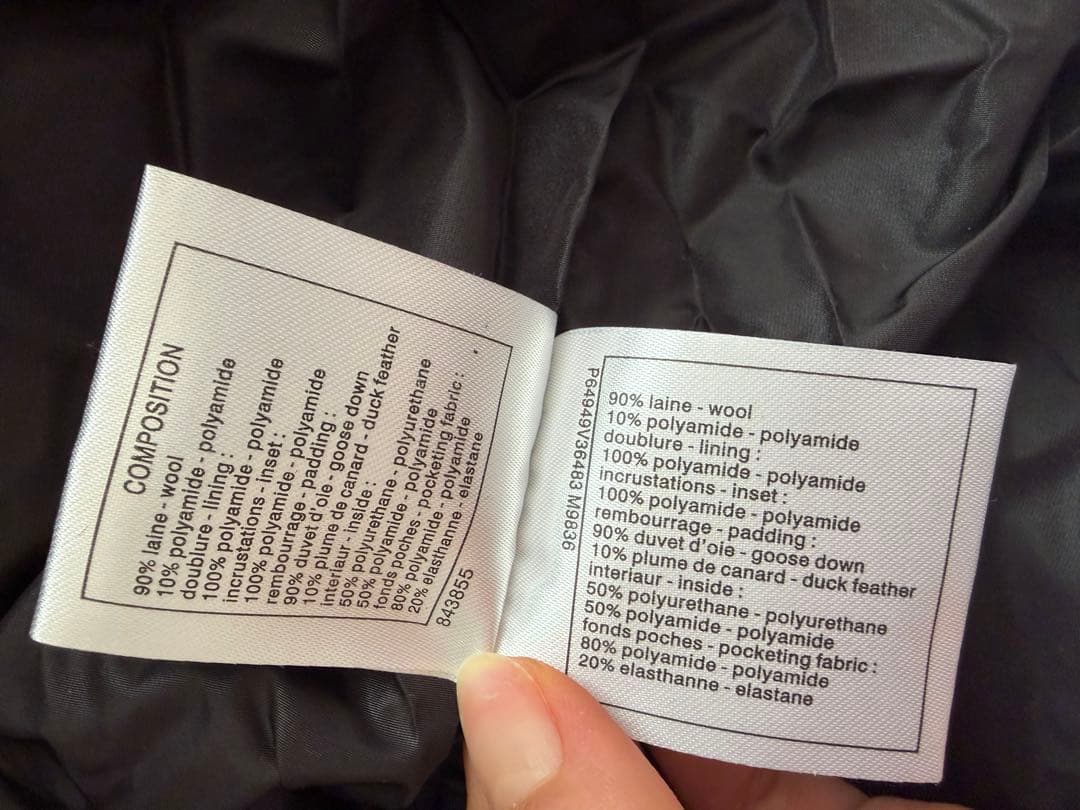 COMPOSITION
90% laine - wool
10% polyamide - polyamide
doublure - lining :
100% polyamide - polyamide
incrustations - inset :
100% polyamide - polyamide
rembourrage - padding :
90% duvet d'oie - goose down
10% plume de canard - duck feather
interiaur - inside :
50% polyurethane - polyurethane
50% polyamide - polyamide
fonds poches - pocketing fabric :
80% polyamide - polyamide
20% elasthanne - elastane
843855
P64949V36483 M9836
90% laine - wool
10% polyamide - polyamide
doublure - lining :
100% polyamide - polyamide
incrustations - inset :
100% polyamide - polyamide
rembourrage - padding :
90% duvet d'oie - goose down
10% plume de canard - duck feather
interiaur - inside :
50% polyurethane - polyurethane
50% polyamide - polyamide
fonds poches - pocketing fabric :
80% polyamide - polyamide
20% elasthanne - elastane